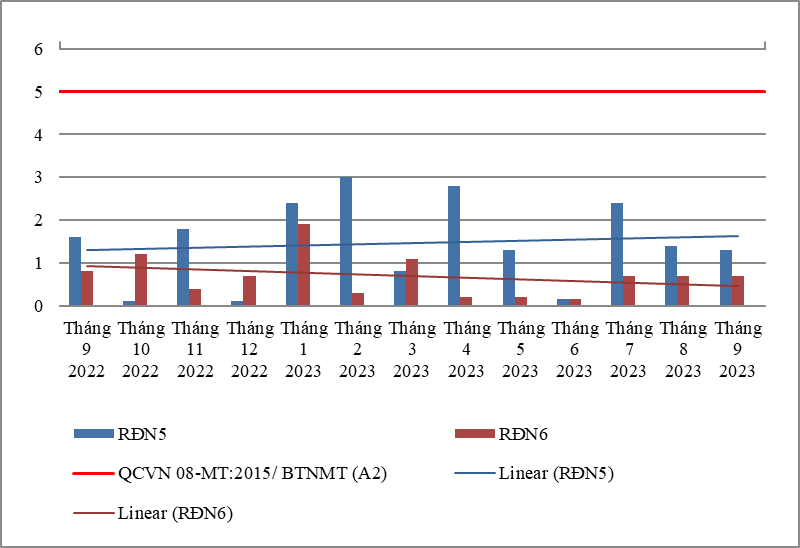 6
5
4
3
2
1
0
Tháng Tháng Tháng Tháng Tháng Tháng Tháng Tháng Tháng Tháng Tháng Tháng Tháng
9 10 11 12 1 2 3 4 5 6 7 8 9
2022 2022 2022 2022 2023 2023 2023 2023 2023 2023 2023 2023 2023
RĐN5 RĐN6
QCVN 08-MT:2015/ BTNMT (A2) Linear (RĐN5)
Linear (RĐN6)